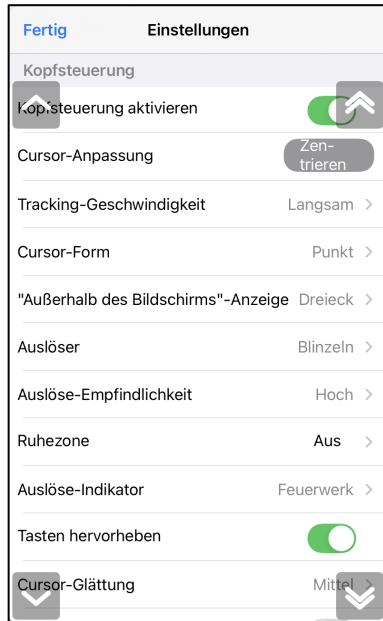 Fertig Einstellungen
Kopfsteuerung
Kopfsteuerung aktivieren
Cursor-Anpassung Zen-
trieren
Tracking-Geschwindigkeit Langsam
Cursor-Form Punkt
"Außerhalb des Bildschirms"-Anzeige Dreieck
Auslöser Blinzeln
Auslöse-Empfindlichkeit Hoch
Ruhezone Aus
Auslöse-Indikator Feuerwerk
Tasten hervorheben
Cursor-Glättung Mittel